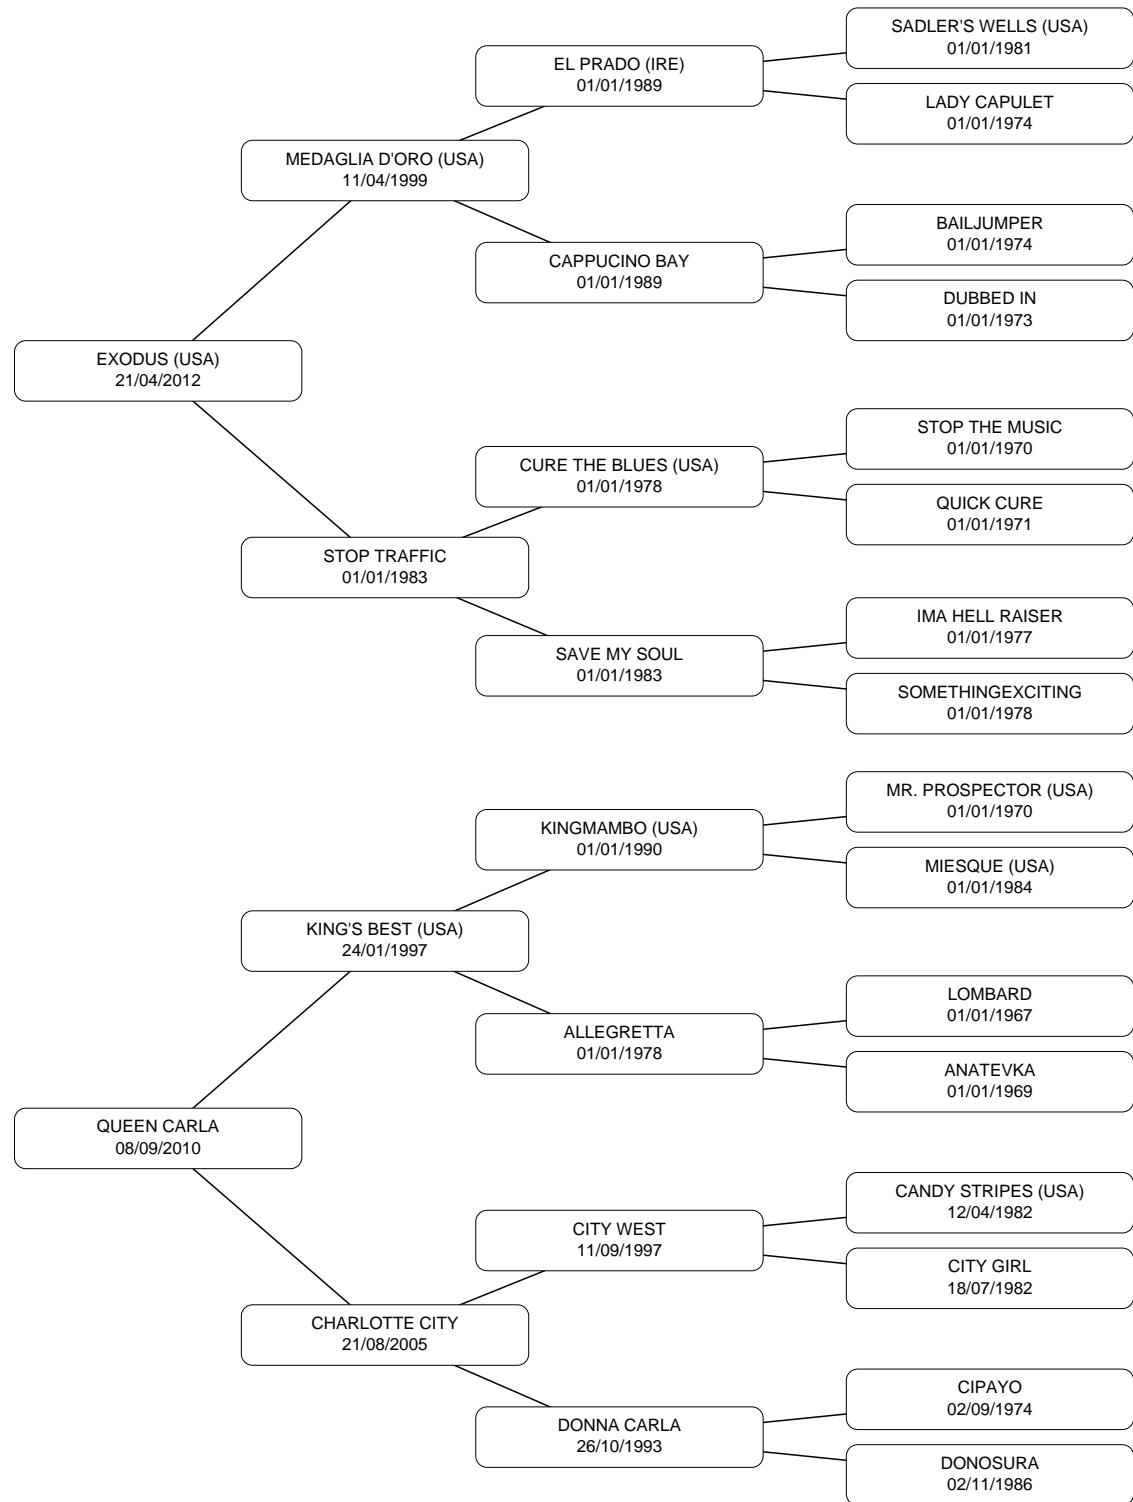 SADLER'S WELLS (USA)
01/01/1981
EL PRADO (IRE)
01/01/1989
LADY CAPULET
01/01/1974
MEDAGLIA D'ORO (USA)
11/04/1999
BAILJUMPER
01/01/1974
CAPPUCINO BAY
01/01/1989
DUBBED IN
01/01/1973
EXODUS (USA)
21/04/2012
STOP THE MUSIC
01/01/1970
CURE THE BLUES (USA)
01/01/1978
QUICK CURE
01/01/1971
STOP TRAFFIC
01/01/1983
IMA HELL RAISER
01/01/1977
SAVE MY SOUL
01/01/1983
SOMETHINGEXCITING
01/01/1978
MR. PROSPECTOR (USA)
01/01/1970
KINGMAMBO (USA)
01/01/1990
MIESQUE (USA)
01/01/1984
KING'S BEST (USA)
24/01/1997
LOMBARD
01/01/1967
ALLEGRETTA
01/01/1978
ANATEVKA
01/01/1969
QUEEN CARLA
08/09/2010
CANDY STRIPES (USA)
12/04/1982
CITY WEST
11/09/1997
CITY GIRL
18/07/1982
CHARLOTTE CITY
21/08/2005
CIPAYO
02/09/1974
DONNA CARLA
26/10/1993
DONOSURA
02/11/1986